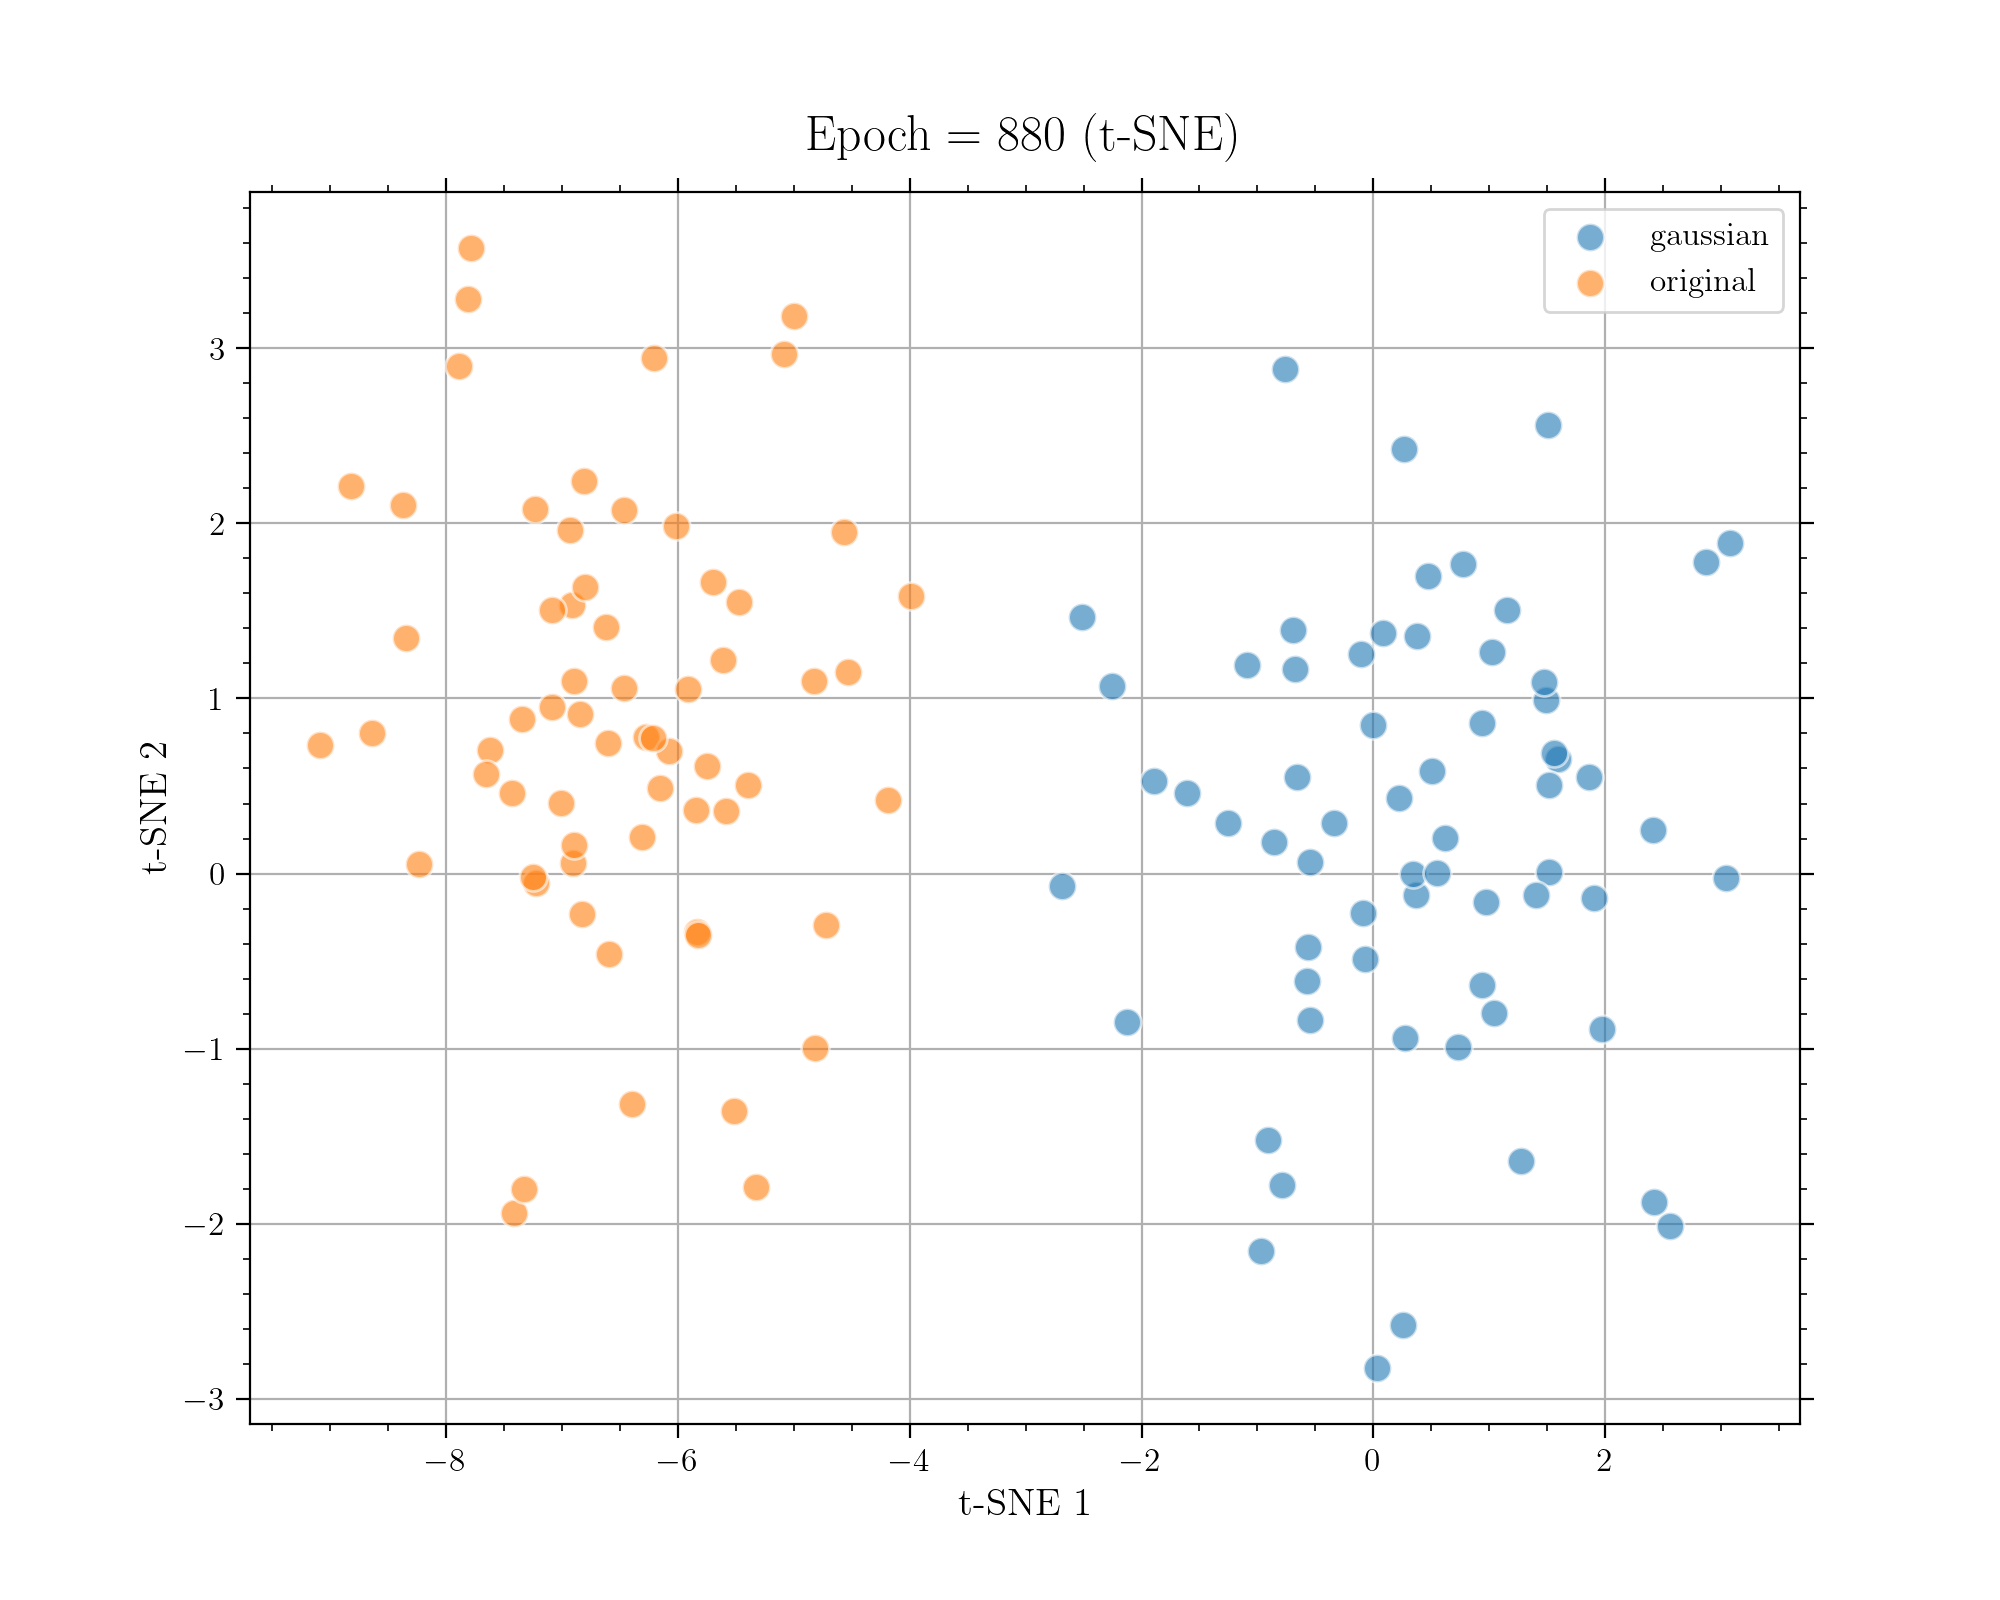 Epoch = 880 (t-SNE)
gaussian
original
3
2
1
0
−1
−2
−3
t-SNE 2
−8
−6
−4
−2
0
2
t-SNE 1